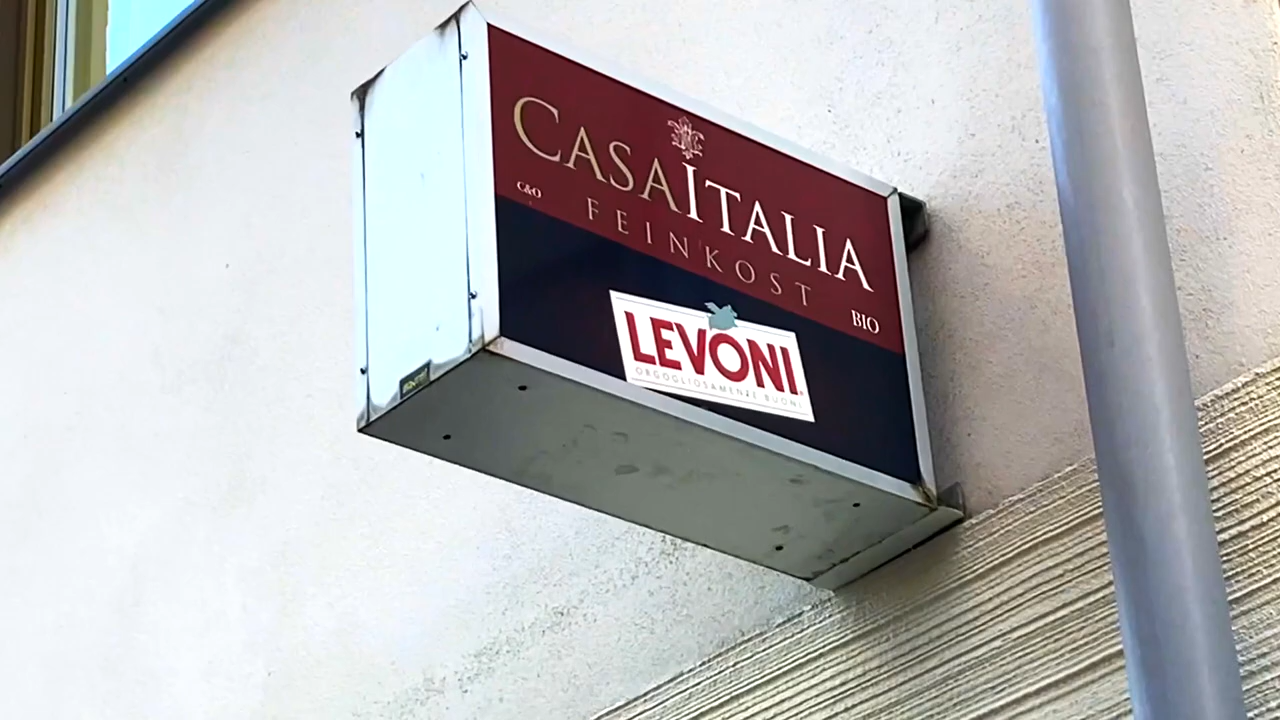 CASAITALIA
C&O
FEINKOST
BIO
LEVONI
ORGOGLIOSAMENTE BUONI